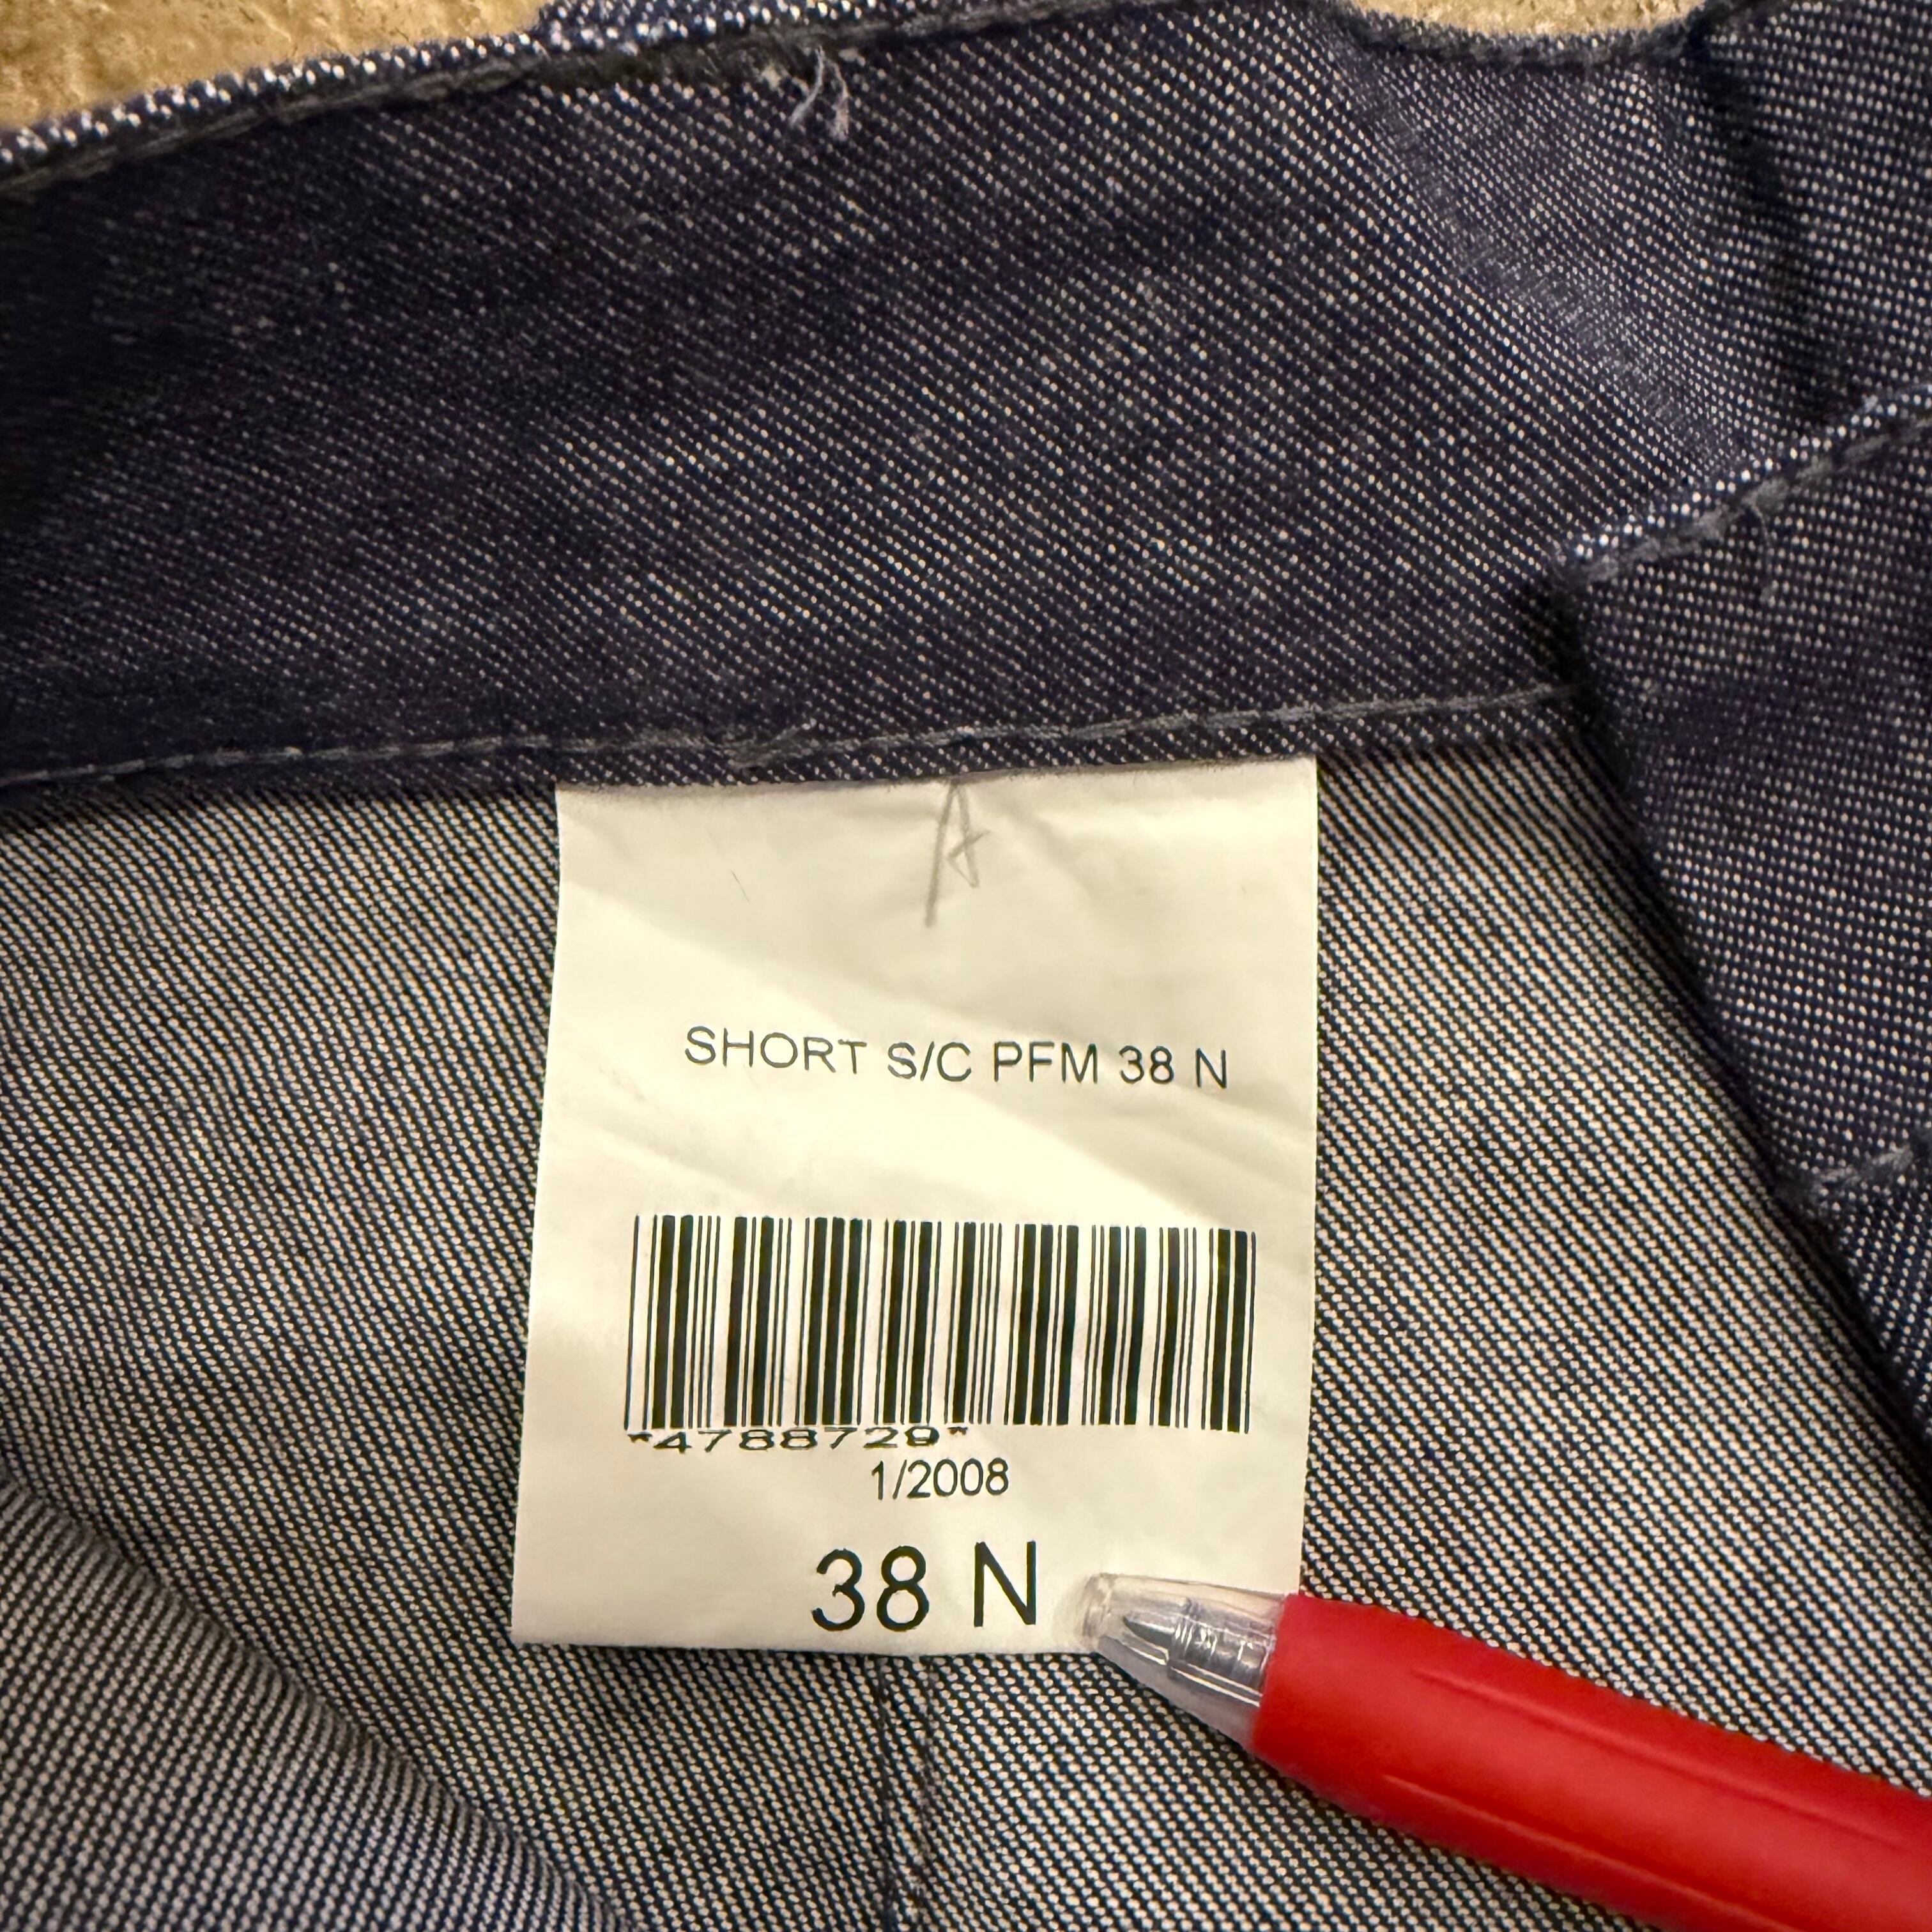 A
SHORT S/C PFM 38 N
*4788729*
1/2008
38 N